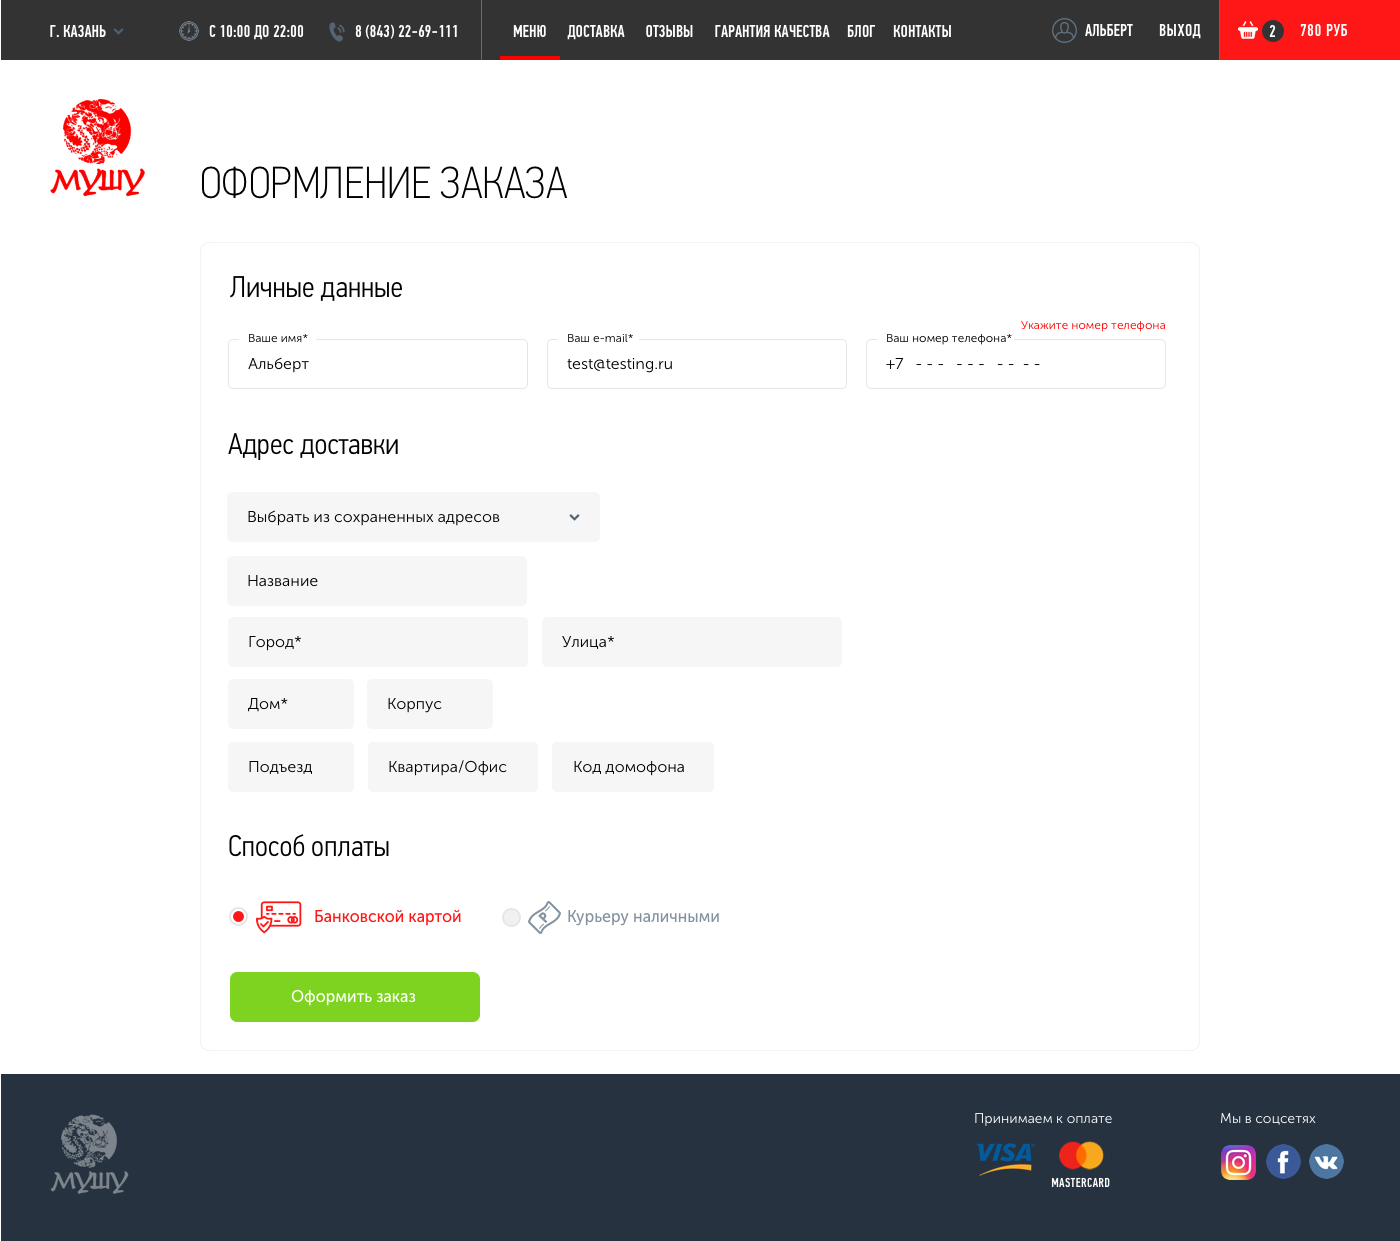 Г. КАЗАНЬ
С 10:00 ДО 22:00
8 (843) 22-69-111
МЕНЮ
ДОСТАВКА
ОТЗЫВЫ
ГАРАНТИЯ КАЧЕСТВА
БЛОГ
КОНТАКТЫ
АЛЬБЕРТ
ВЫХОД
2
780 РУБ
МУШУ
ОФОРМЛЕНИЕ ЗАКАЗА
Личные данные
Укажите номер телефона
Ваше имя*
Альберт
Ваш e-mail*
test@testing.ru
Ваш номер телефона*
+7 - - - - - - - - - -
Адрес доставки
Выбрать из сохраненных адресов
Название
Город*
Улица*
Дом*
Корпус
Подъезд
Квартира/Офис
Код домофона
Способ оплаты
Банковской картой
Курьеру наличными
Оформить заказ
МУШУ
Принимаем к оплате
VISA
MASTERCARD
Мы в соцсетях